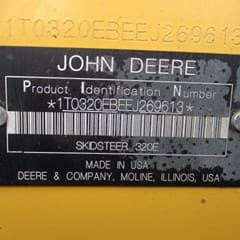 1T0320EBEEJ269613
JOHN DEERE
Product Identification Number
*1T0320EBEEJ269613*
SKIDSTEER 320E
MADE IN USA
DEERE & COMPANY, MOLINE, ILLINOIS, USA